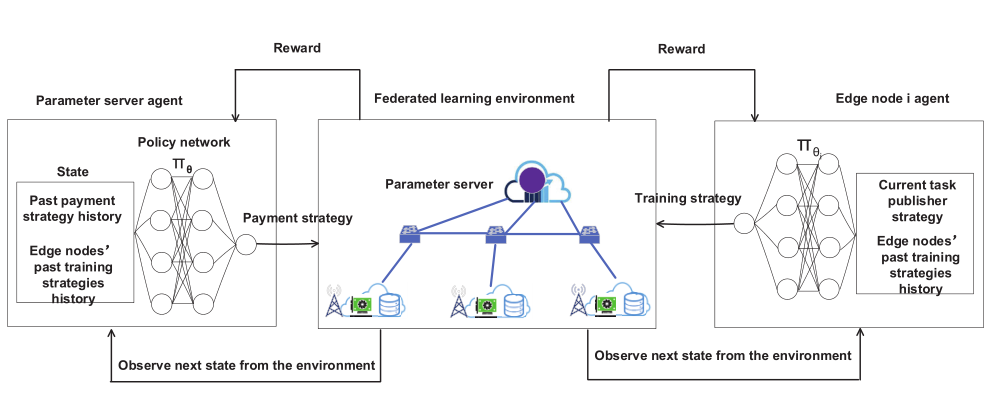 Reward
Reward
Parameter server agent
Federated learning environment
Edge node i agent
Policy network
π θ
State
Past payment
strategy history
Edge nodes’
past training
strategies
history
Payment strategy
Parameter server
Training strategy
π θi
Current task
publisher
strategy
Edge nodes’
past training
strategies
history
Observe next state from the environment
Observe next state from the environment